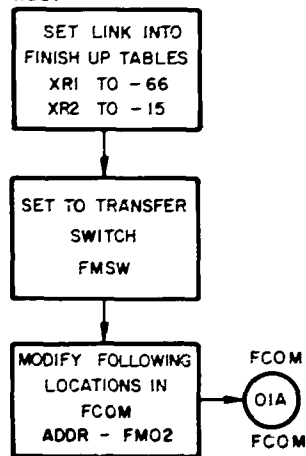 SET LINK INTO
FINISH UP TABLES
XR1 TO - 66
XR2 TO - 15
SET TO TRANSFER
SWITCH
FMSW
MODIFY FOLLOWING
LOCATIONS IN
FCOM
ADDR - FM02
FCOM
01A
FCOM